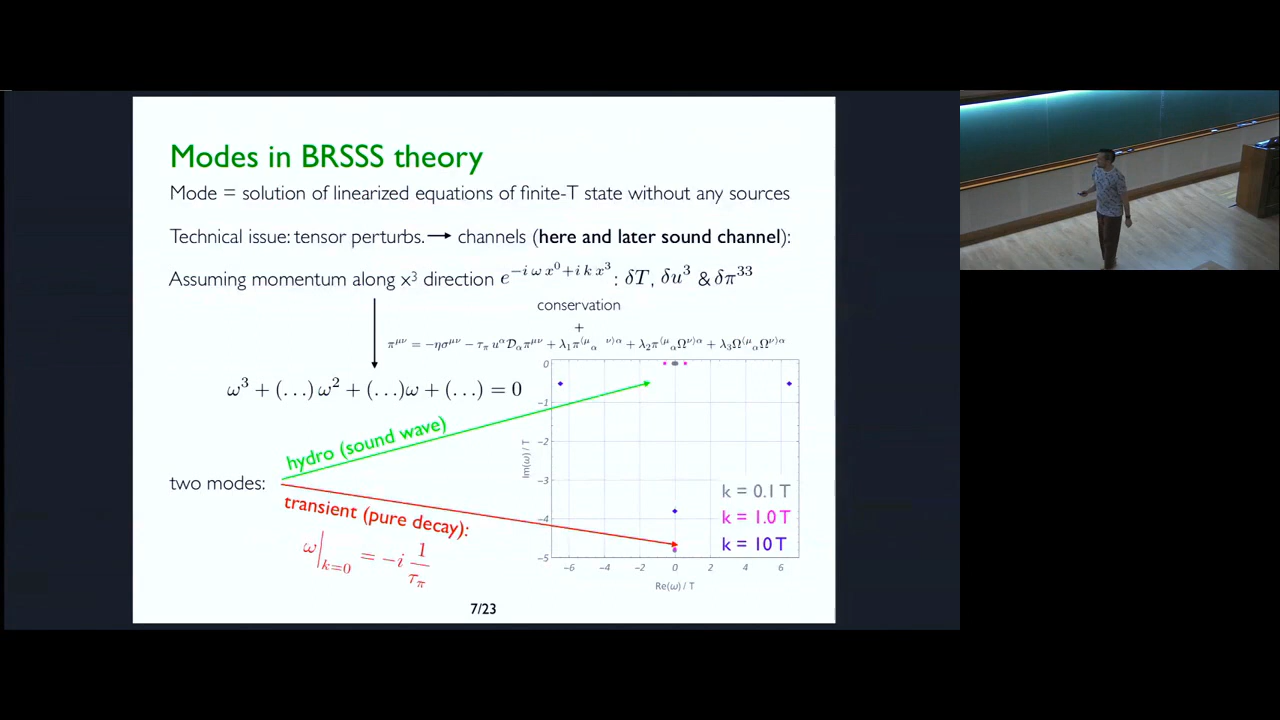 Modes in BRSSS theory
Mode = solution of linearized equations of finite-T state without any sources
Technical issue: tensor perturbs. → channels (here and later sound channel):
Assuming momentum along x³ direction e^{-i ω x⁰ + i k x³} : δT, δu³ & δπ³³
conservation
+
π^{μν} = −ησ^{μν} − τ_π u^α D_α π^{μν} + λ₁π^{⟨μ}_α ^{ν⟩α} + λ₂π^{⟨μ}_α Ω^{ν⟩α} + λ₃Ω^{⟨μ}_α Ω^{ν⟩α}
ω³ + (...) ω² + (...)ω + (...) = 0
hydro (sound wave)
two modes:
transient (pure decay):
ω|_{k=0} = −i 1/τ_π
0
−1
−2
−3
−4
−5
Im(ω) / T
k = 0.1 T
k = 1.0 T
k = 10 T
−6 −4 −2 0 2 4 6
Re(ω) / T
7/23